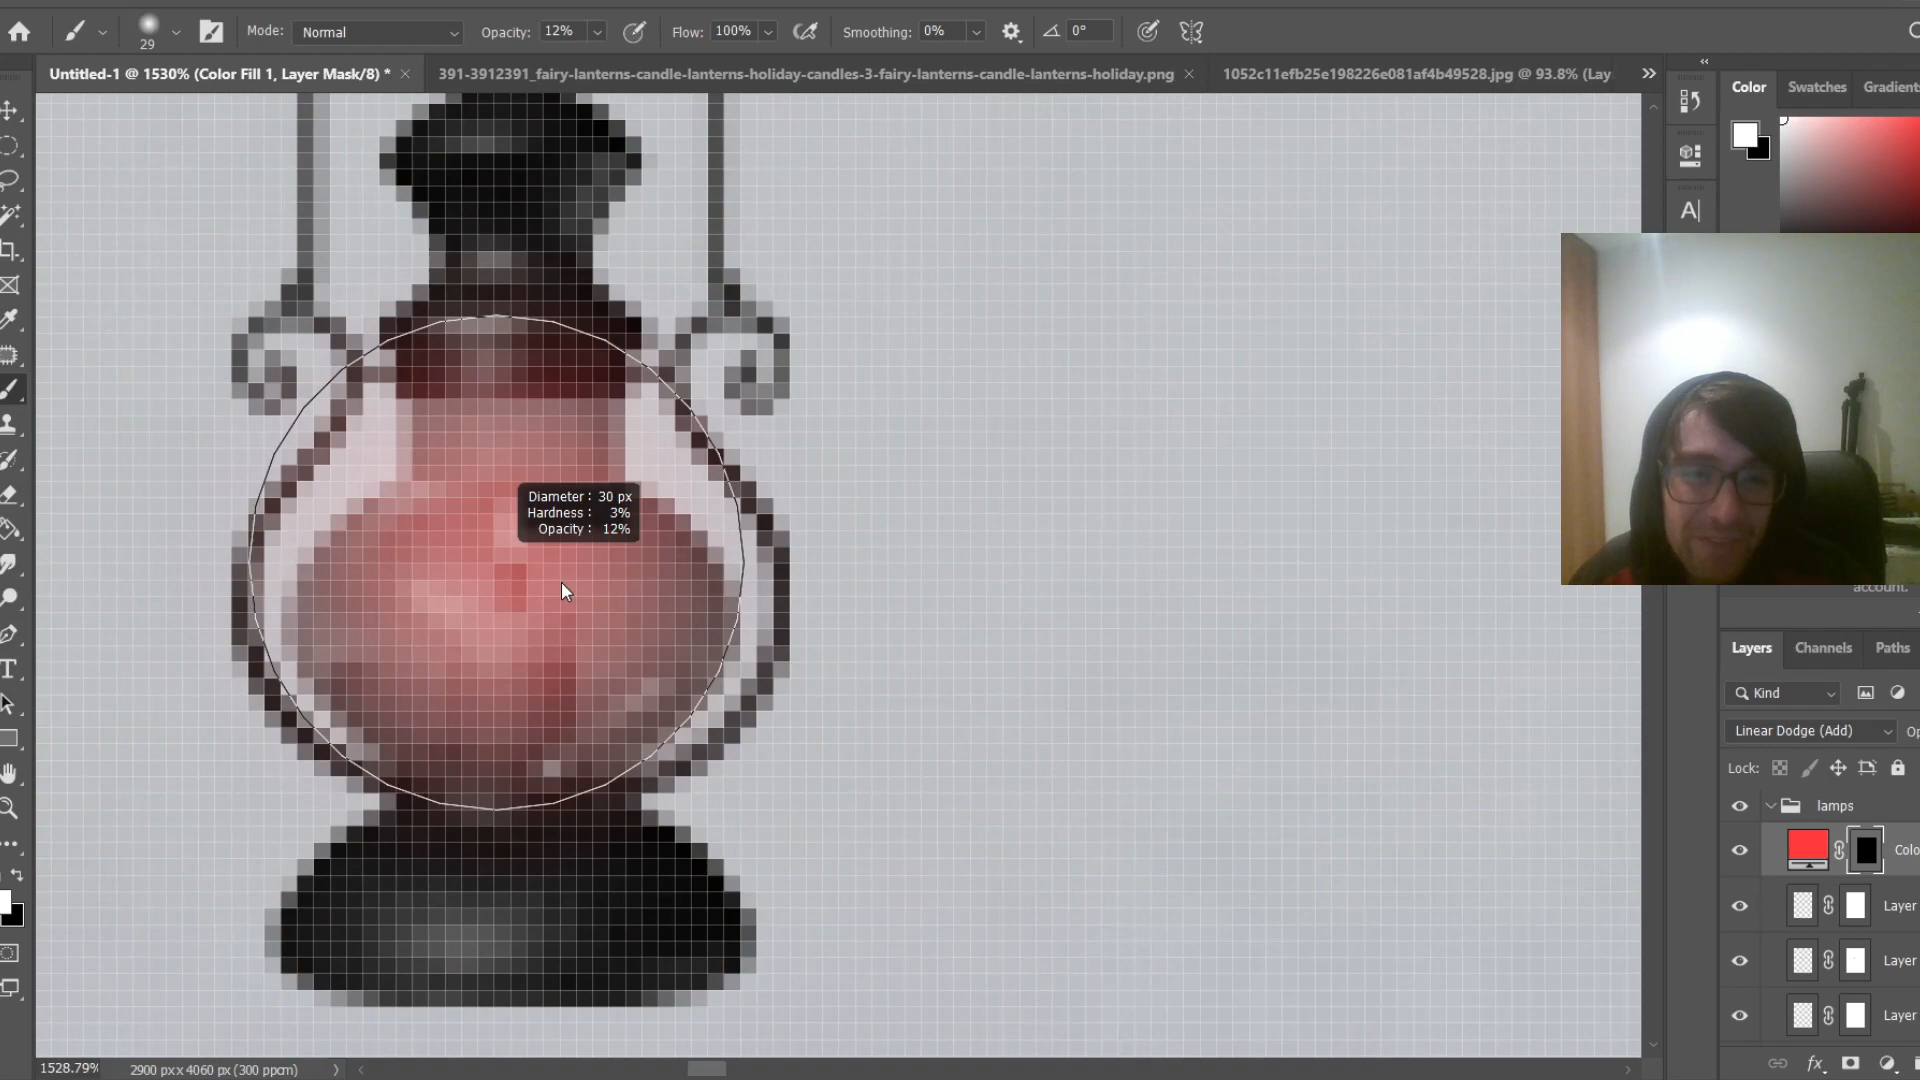 29
Mode: Normal
Opacity: 12%
Flow: 100%
Smoothing: 0%
0°
Untitled-1 @ 1530% (Color Fill 1, Layer Mask/8) *
391-3912391_fairy-lanterns-candle-lanterns-holiday-candles-3-fairy-lanterns-candle-lanterns-holiday.png
1052c11efb25e198226e081af4b49528.jpg @ 93.8% (Lay
Color
Swatches
Gradients
A
Diameter: 30 px
Hardness: 3%
Opacity: 12%
account.
Layers
Channels
Paths
Kind
Linear Dodge (Add)
Op
Lock:
lamps
Colo
Layer
Layer
Layer
T
fx
1528.79%
2900 px x 4060 px (300 ppcm)